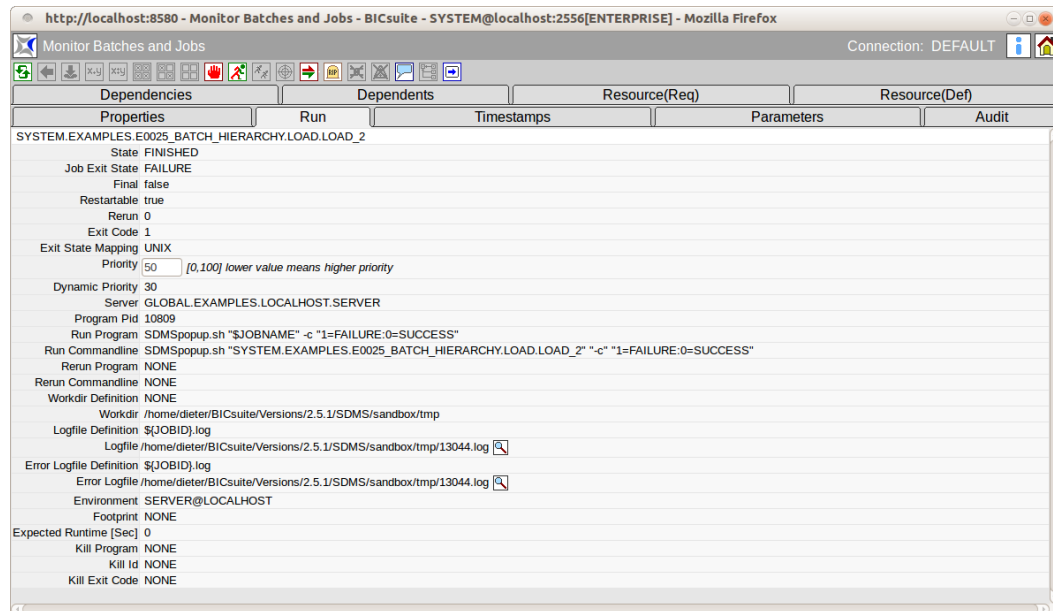 http://localhost:8580 - Monitor Batches and Jobs - BICsuite - SYSTEM@localhost:2556[ENTERPRISE] - Mozilla Firefox
Monitor Batches and Jobs Connection: DEFAULT
x+y x=y RIP
Dependencies Dependents Resource(Req) Resource(Def)
Properties Run Timestamps Parameters Audit
SYSTEM.EXAMPLES.E0025_BATCH_HIERARCHY.LOAD.LOAD_2
State FINISHED
Job Exit State FAILURE
Final false
Restartable true
Rerun 0
Exit Code 1
Exit State Mapping UNIX
Priority 50 [0,100] lower value means higher priority
Dynamic Priority 30
Server GLOBAL.EXAMPLES.LOCALHOST.SERVER
Program Pid 10809
Run Program SDMSpopup.sh "$JOBNAME" -c "1=FAILURE:0=SUCCESS"
Run Commandline SDMSpopup.sh "SYSTEM.EXAMPLES.E0025_BATCH_HIERARCHY.LOAD.LOAD_2" "-c" "1=FAILURE:0=SUCCESS"
Rerun Program NONE
Rerun Commandline NONE
Workdir Definition NONE
Workdir /home/dieter/BICsuite/Versions/2.5.1/SDMS/sandbox/tmp
Logfile Definition ${JOBID}.log
Logfile /home/dieter/BICsuite/Versions/2.5.1/SDMS/sandbox/tmp/13044.log
Error Logfile Definition ${JOBID}.log
Error Logfile /home/dieter/BICsuite/Versions/2.5.1/SDMS/sandbox/tmp/13044.log
Environment SERVER@LOCALHOST
Footprint NONE
Expected Runtime [Sec] 0
Kill Program NONE
Kill Id NONE
Kill Exit Code NONE